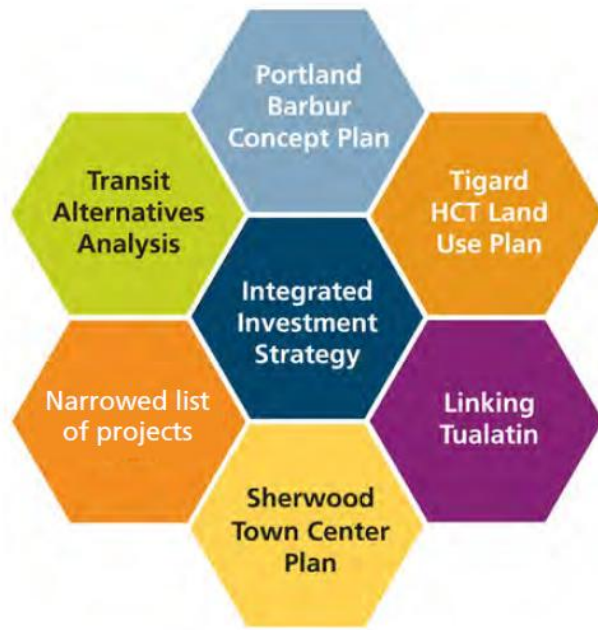 Portland
Barbur
Concept Plan
Transit
Alternatives
Analysis
Tigard
HCT Land
Use Plan
Integrated
Investment
Strategy
Narrowed list
of projects
Linking
Tualatin
Sherwood
Town Center
Plan